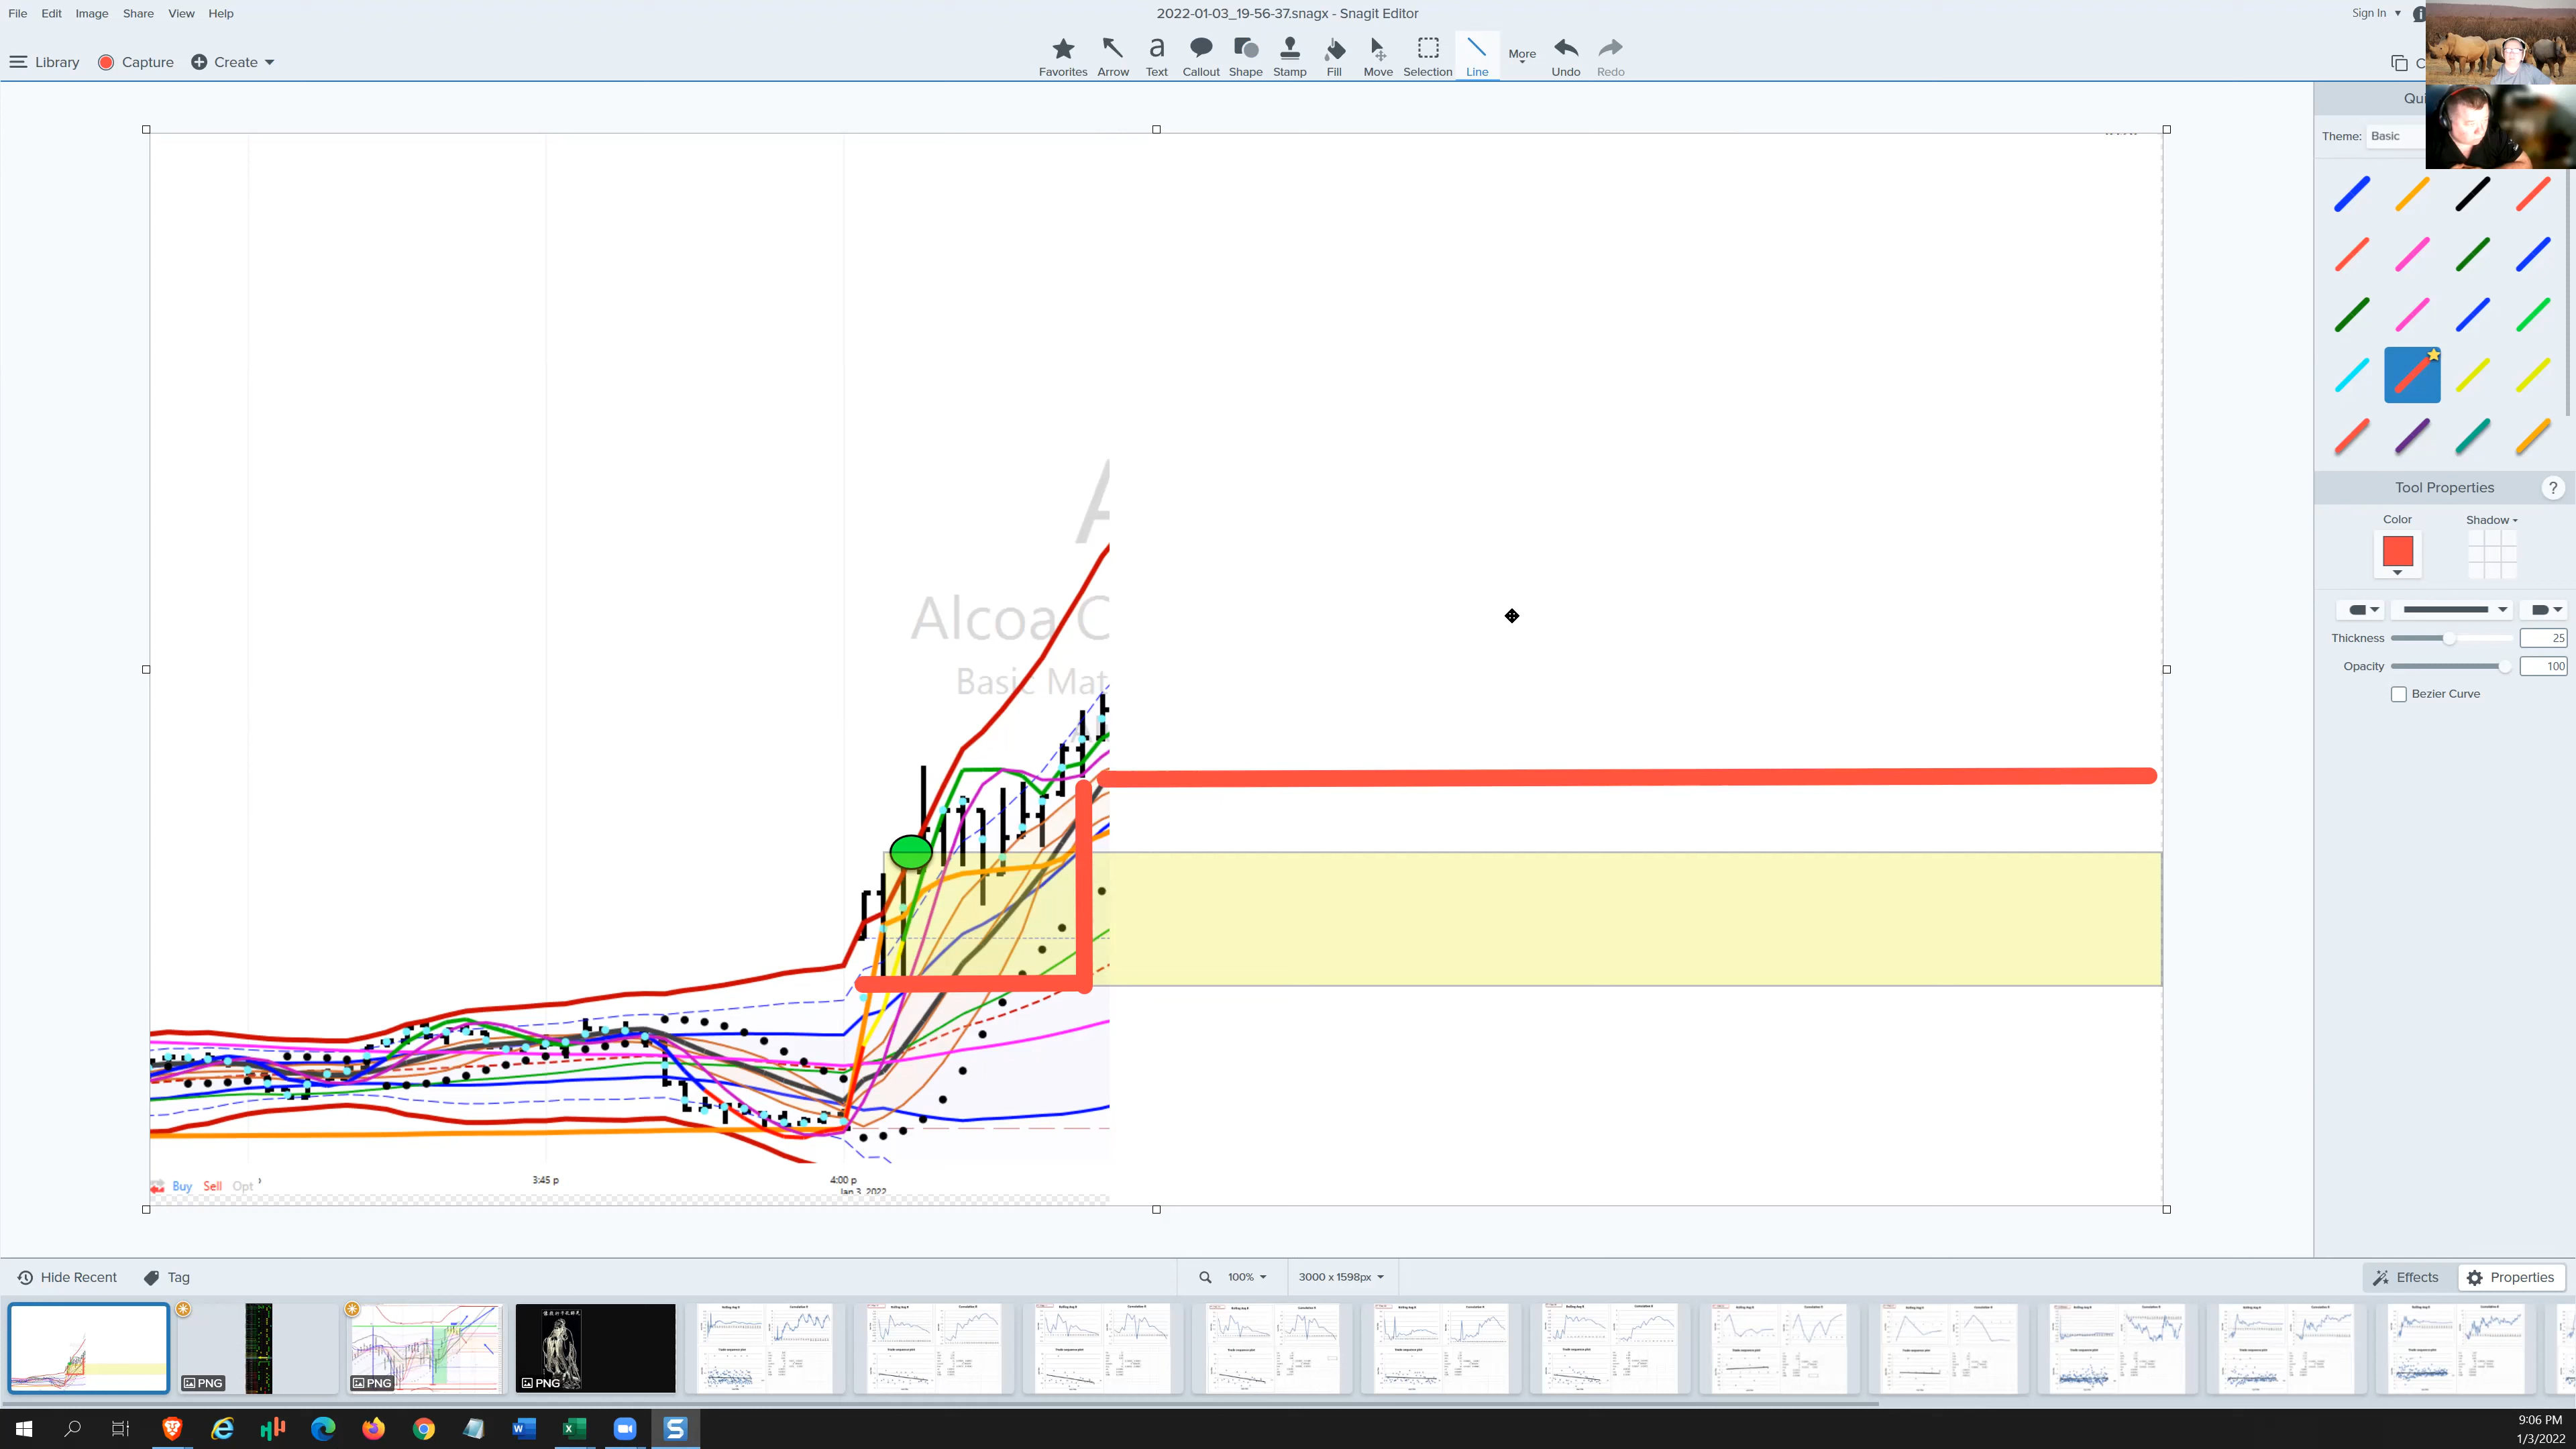 File Edit Image Share View Help
2022-01-03_19-56-37.snagx - Snagit Editor
Sign In
Library Capture Create
Favorites Arrow Text Callout Shape Stamp Fill Move Selection Line More Undo Redo
Theme: Basic
Tool Properties ?
Color Shadow
Thickness 25
Opacity 100
Bezier Curve
Alcoa C
Basic Mat
3:45 p 4:00 p
Jan 3, 2022
Buy Sell Opt
Hide Recent Tag
100% 3000 x 1598px
Effects Properties
PNG PNG PNG
9:06 PM
1/3/2022